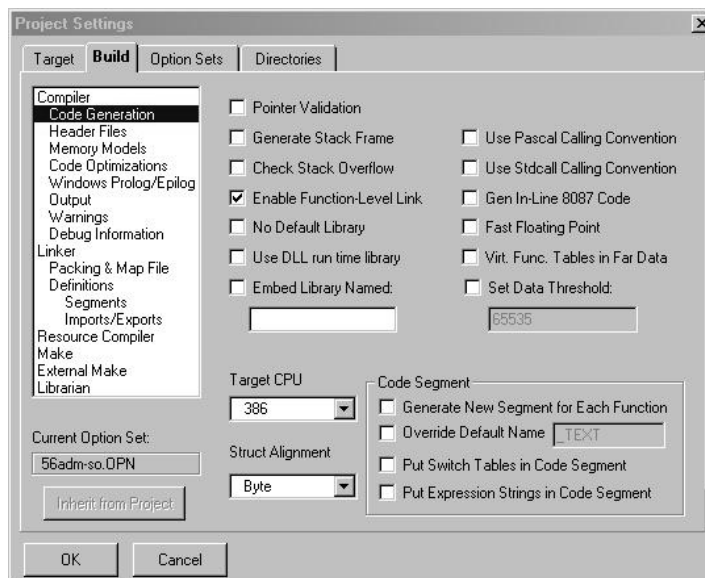 Project Settings
Target Build Option Sets Directories
Compiler
Code Generation
Header Files
Memory Models
Code Optimizations
Windows Prolog/Epilog
Output
Warnings
Debug Information
Linker
Packing & Map File
Definitions
Segments
Imports/Exports
Resource Compiler
Make
External Make
Librarian
Current Option Set:
56adm-so.OPN
Inherit from Project
Pointer Validation
Generate Stack Frame
Check Stack Overflow
Enable Function-Level Link
No Default Library
Use DLL run time library
Embed Library Named:
Use Pascal Calling Convention
Use Stdcall Calling Convention
Gen In-Line 8087 Code
Fast Floating Point
Virt. Func. Tables in Far Data
Set Data Threshold:
65535
Target CPU
386
Struct Alignment
Byte
Code Segment
Generate New Segment for Each Function
Override Default Name _TEXT
Put Switch Tables in Code Segment
Put Expression Strings in Code Segment
OK Cancel